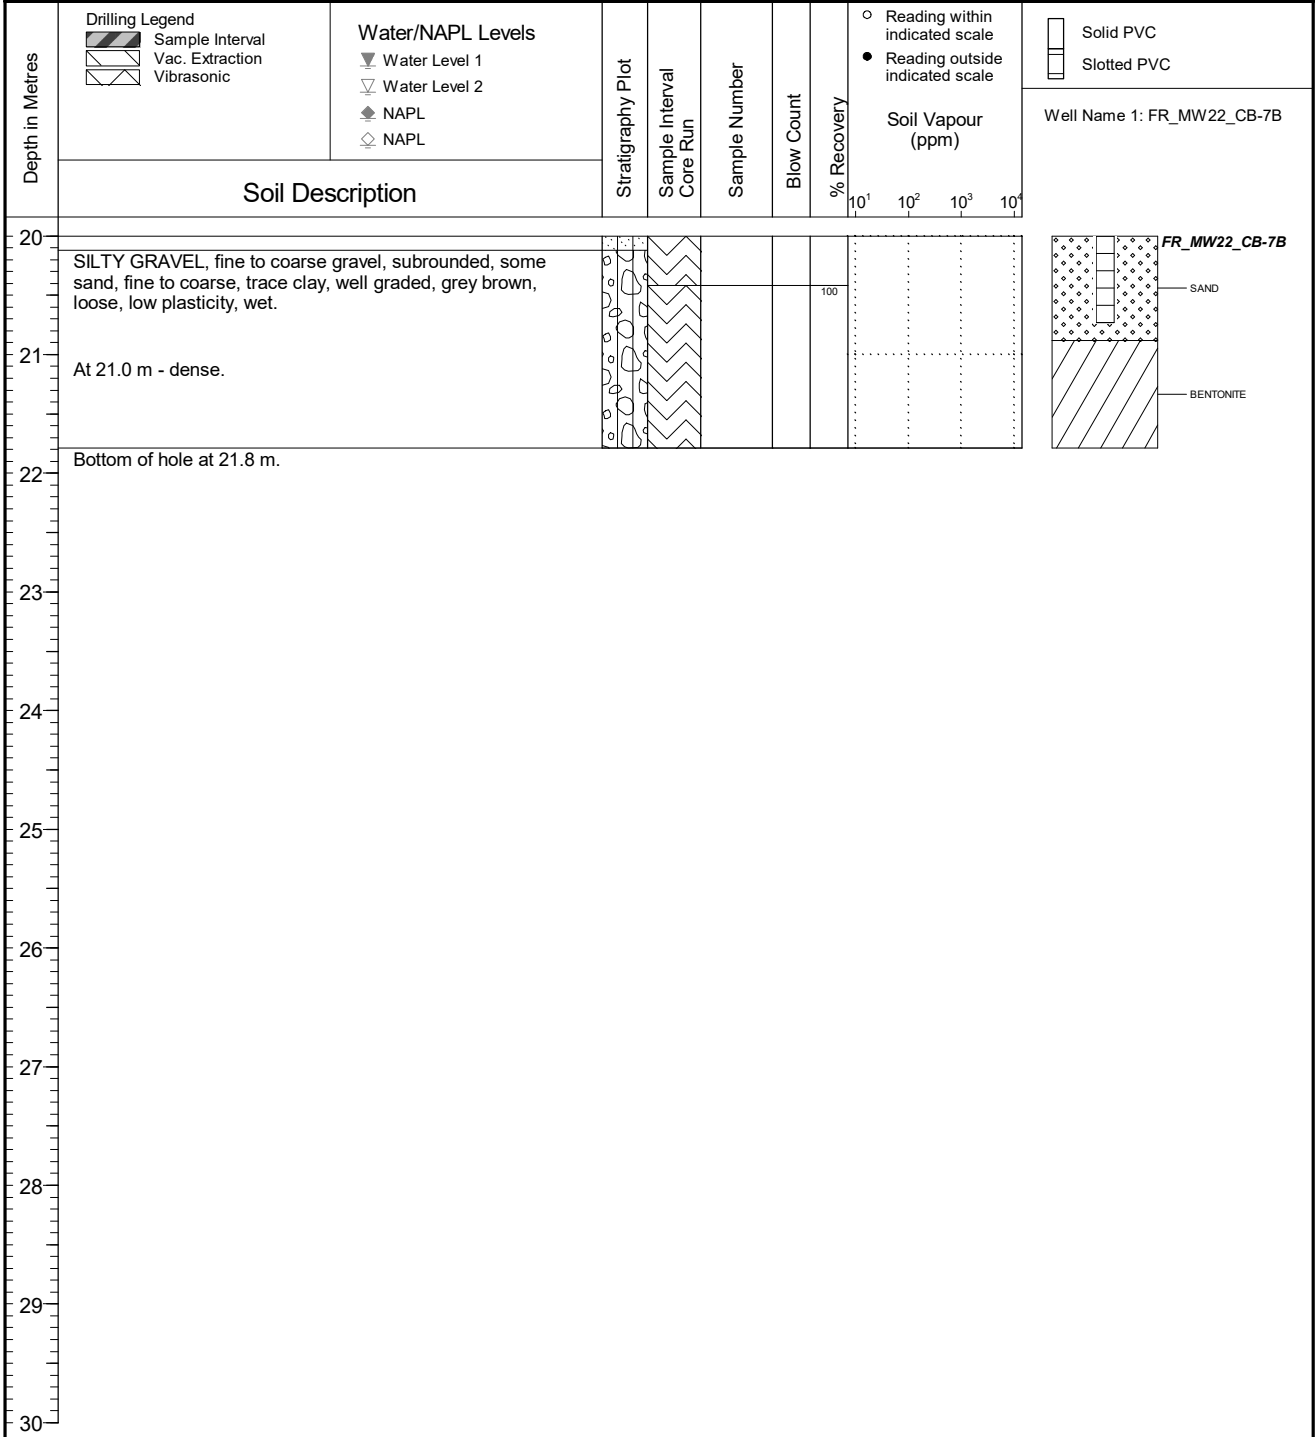 Depth in Metres
Drilling Legend
Sample Interval
Vac. Extraction
Vibrasonic
Water/NAPL Levels
Water Level 1
Water Level 2
NAPL
NAPL
Soil Description
Stratigraphy Plot
Sample Interval
Core Run
Sample Number
Blow Count
% Recovery
Reading within
indicated scale
Reading outside
indicated scale
Soil Vapour
(ppm)
10¹ 10² 10³ 10⁴
Solid PVC
Slotted PVC
Well Name 1: FR_MW22_CB-7B
20
FR_MW22_CB-7B
SILTY GRAVEL, fine to coarse gravel, subrounded, some
sand, fine to coarse, trace clay, well graded, grey brown,
loose, low plasticity, wet.
100
SAND
21
At 21.0 m - dense.
BENTONITE
Bottom of hole at 21.8 m.
22
23
24
25
26
27
28
29
30